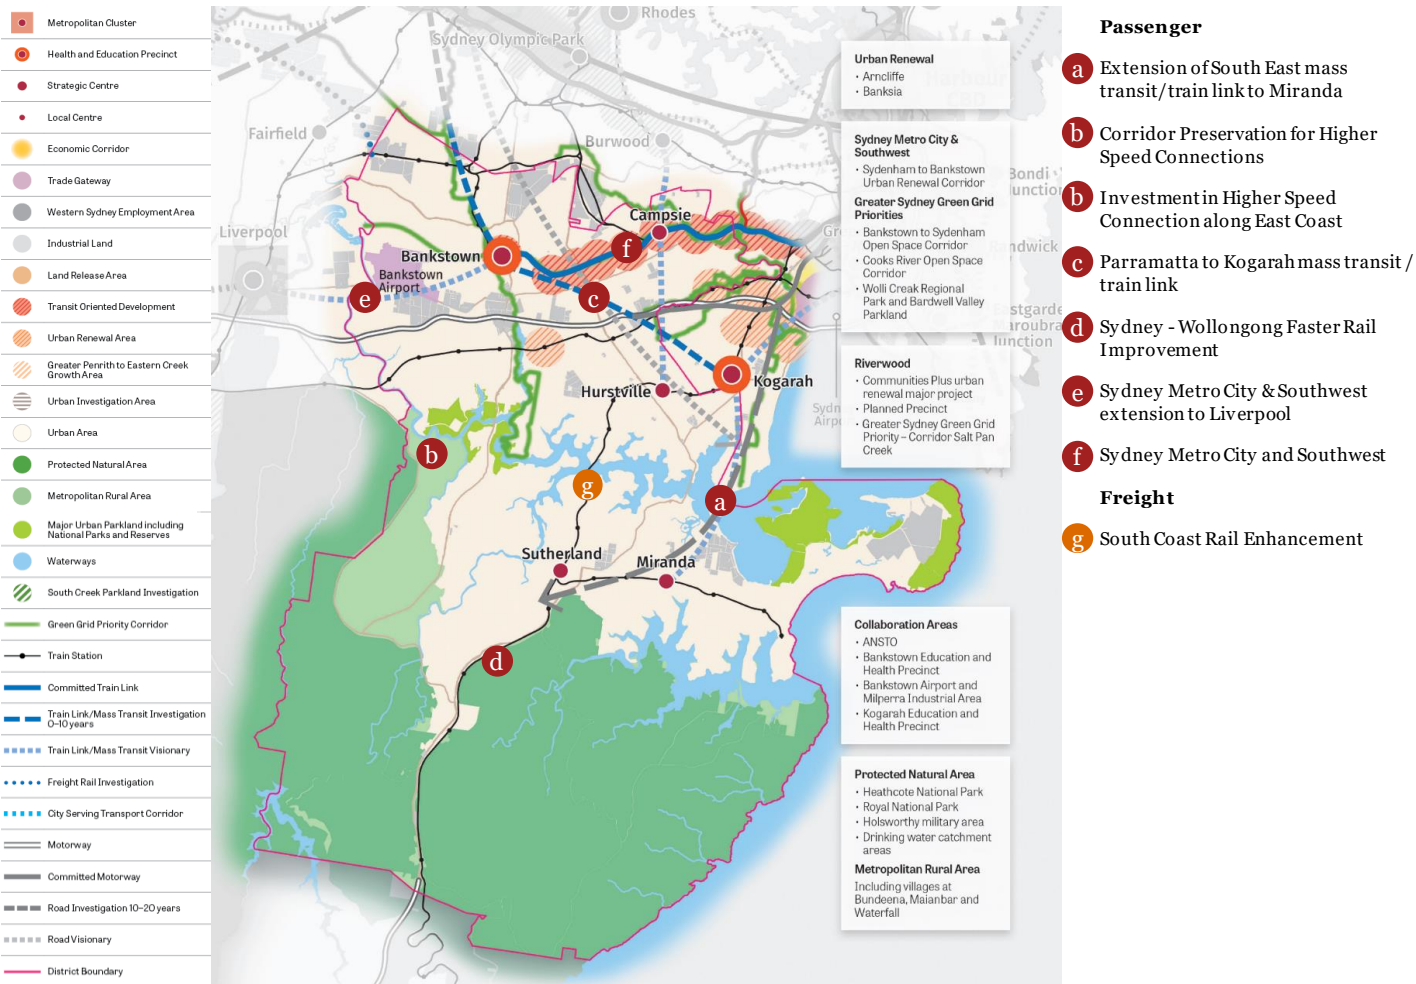 Metropolitan Cluster
Health and Education Precinct
Strategic Centre
Local Centre
Economic Corridor
Trade Gateway
Western Sydney Employment Area
Industrial Land
Land Release Area
Transit Oriented Development
Urban Renewal Area
Greater Penrith to Eastern Creek
Growth Area
Urban Investigation Area
Urban Area
Protected Natural Area
Metropolitan Rural Area
Major Urban Parkland including
National Parks and Reserves
Waterways
South Creek Parkland Investigation
Green Grid Priority Corridor
Train Station
Committed Train Link
Train Link/Mass Transit Investigation
0–10 years
Train Link/Mass Transit Visionary
Freight Rail Investigation
City Serving Transport Corridor
Motorway
Committed Motorway
Road Investigation 10–20 years
Road Visionary
District Boundary
Rhodes
Sydney Olympic Park
Fairfield
Burwood
Liverpool
Campsie
Bankstown
Bankstown
Airport
f
e
c
Kogarah
Hurstville
b
g
a
Sutherland
Miranda
d
Bondi
Junction
Randwick
Eastgarde
Maroubra
Junction
Sydn
Airpo
Urban Renewal
• Arncliffe
• Banksia
Sydney Metro City &
Southwest
• Sydenham to Bankstown
Urban Renewal Corridor
Greater Sydney Green Grid
Priorities
• Bankstown to Sydenham
Open Space Corridor
• Cooks River Open Space
Corridor
• Wolli Creek Regional
Park and Bardwell Valley
Parkland
Riverwood
• Communities Plus urban
renewal major project
• Planned Precinct
• Greater Sydney Green Grid
Priority – Corridor Salt Pan
Creek
Collaboration Areas
• ANSTO
• Bankstown Education and
Health Precinct
• Bankstown Airport and
Milperra Industrial Area
• Kogarah Education and
Health Precinct
Protected Natural Area
• Heathcote National Park
• Royal National Park
• Holsworthy military area
• Drinking water catchment
areas
Metropolitan Rural Area
Including villages at
Bundeena, Maianbar and
Waterfall
Passenger
a Extension of South East mass
transit/train link to Miranda
b Corridor Preservation for Higher
Speed Connections
b Investment in Higher Speed
Connection along East Coast
c Parramatta to Kogarah mass transit /
train link
d Sydney - Wollongong Faster Rail
Improvement
e Sydney Metro City & Southwest
extension to Liverpool
f Sydney Metro City and Southwest
Freight
g South Coast Rail Enhancement